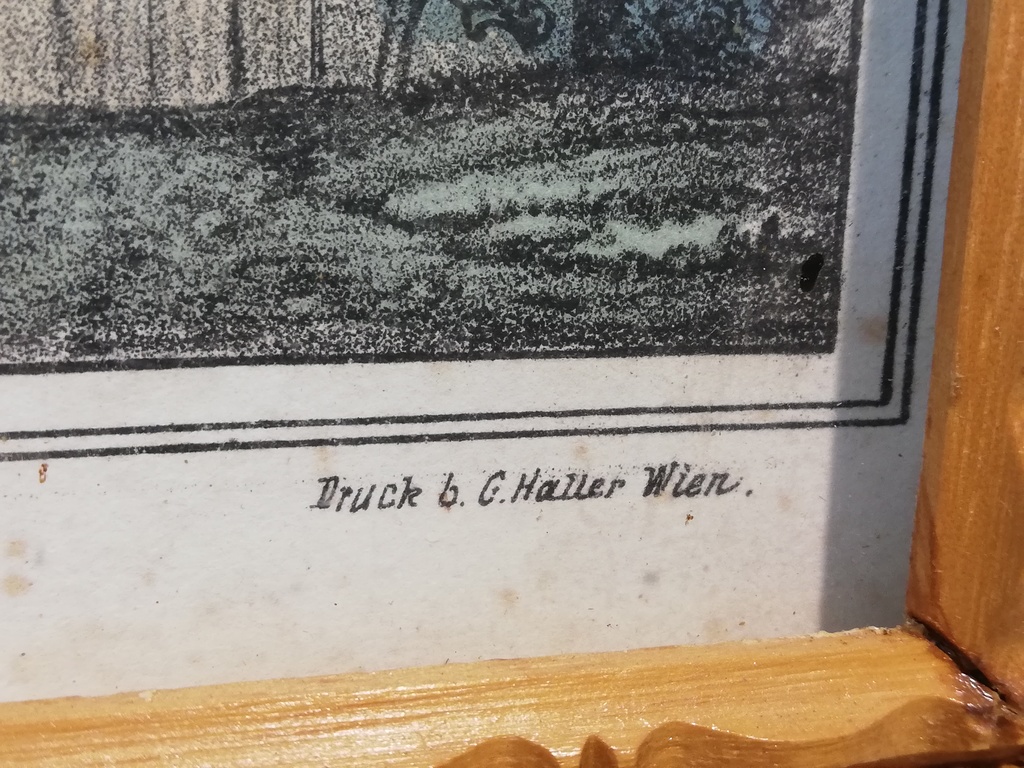 Druck b. G. Haller Wien.